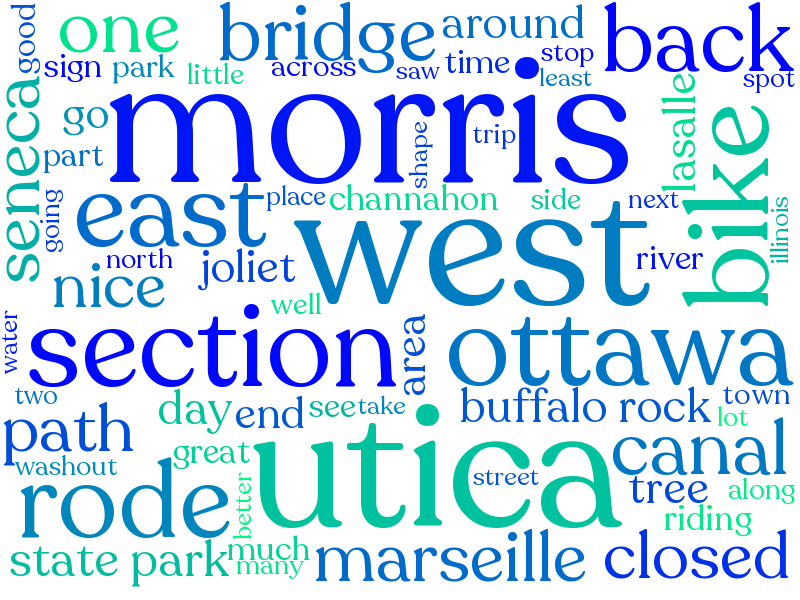 good
one
bridge
around
back
sign
park
little
across
saw
time
stop
least
spot
seneca
go
morris
shape
trip
lasalle
bike
part
going
east
place
channahon
side
next
illinois
west
north
nice
joliet
river
well
water
section
area
ottawa
two
path
day
end
see
take
buffalo rock
town
lot
washout
great
utica
canal
rode
better
street
tree
along
riding
state park
much
many
marseille
closed